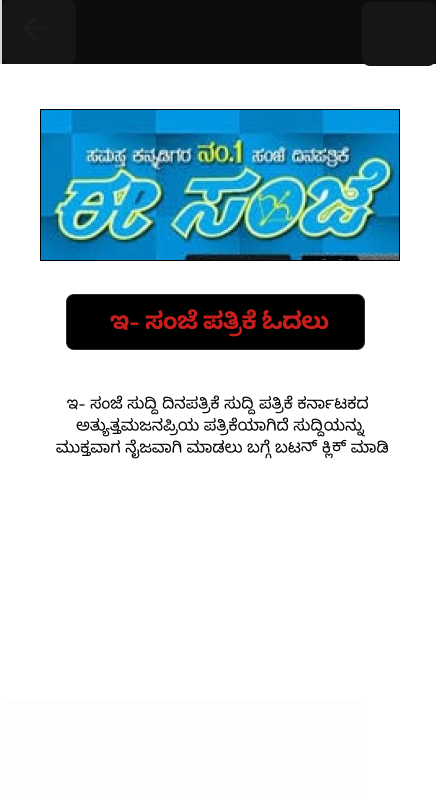 ಸಮಸ್ತ ಕನ್ನಡಿಗರ ನಂ.1 ಸಂಜೆ ದಿನಪತ್ರಿಕೆ
ಈ ಸಂಜೆ
ಇ- ಸಂಜೆ ಪತ್ರಿಕೆ ಓದಲು
ಇ- ಸಂಜೆ ಸುದ್ದಿ ದಿನಪತ್ರಿಕೆ ಸುದ್ದಿ ಪತ್ರಿಕೆ ಕರ್ನಾಟಕದ
ಅತ್ಯುತ್ತಮಜನಪ್ರಿಯ ಪತ್ರಿಕೆಯಾಗಿದೆ ಸುದ್ದಿಯನ್ನು
ಮುಕ್ತವಾಗ ನೈಜವಾಗಿ ಮಾಡಲು ಬಗ್ಗೆ ಬಟನ್ ಕ್ಲಿಕ್ ಮಾಡಿ